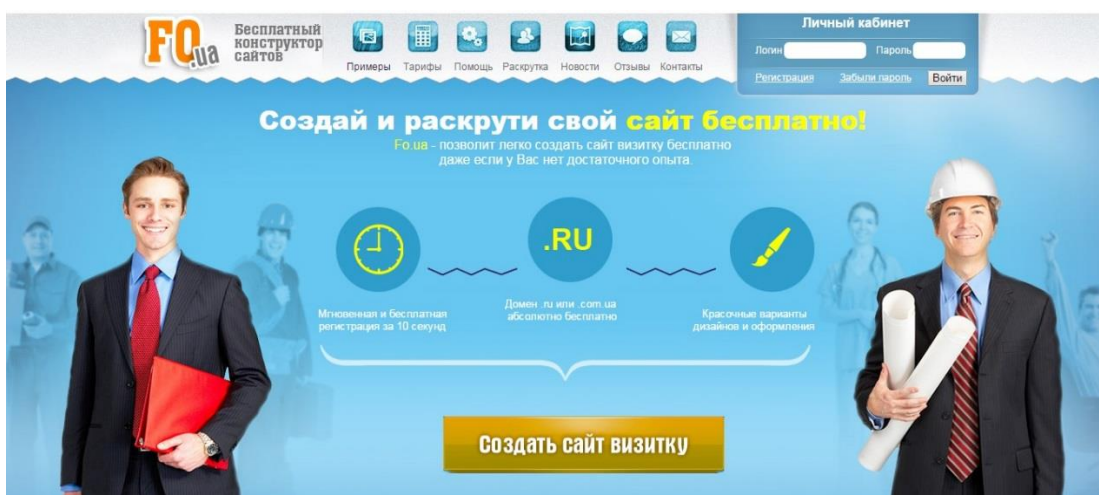 FO.ua
Бесплатный
конструктор
сайтов
Примеры Тарифы Помощь Раскрутка Новости Отзывы Контакты
Личный кабинет
Логин Пароль
Регистрация Забыли пароль Войти
Создай и раскрути свой сайт бесплатно!
Fo.ua - позволит легко создать сайт визитку бесплатно
даже если у Вас нет достаточного опыта.
.RU
Мгновенная и бесплатная
регистрация за 10 секунд
Домен .ru или .com.ua
абсолютно бесплатно
Красочные варианты
дизайнов и оформления
Создать сайт визитку